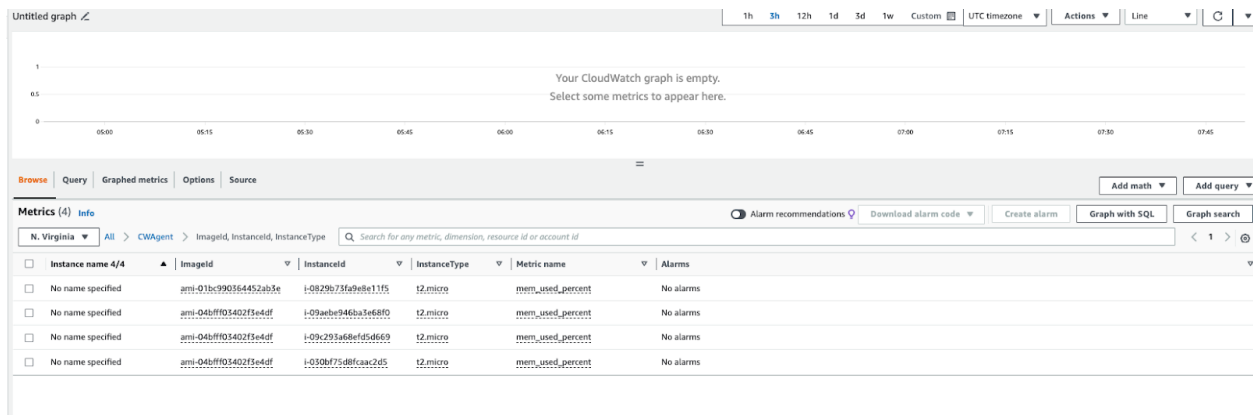 Untitled graph
1h 3h 12h 1d 3d 1w Custom UTC timezone Actions Line
Your CloudWatch graph is empty.
Select some metrics to appear here.
1
0.5
0
05:00 05:15 05:30 05:45 06:00 06:15 06:30 06:45 07:00 07:15 07:30 07:45
Browse Query Graphed metrics Options Source
Add math Add query
Metrics (4) Info
Alarm recommendations Download alarm code Create alarm Graph with SQL Graph search
N. Virginia All > CWAgent > ImageId, InstanceId, InstanceType Search for any metric, dimension, resource id or account id < 1 >
Instance name 4/4 ImageId InstanceId InstanceType Metric name Alarms
No name specified ami-01bc990364452ab3e i-0829b73fa9e8e11f5 t2.micro mem_used_percent No alarms
No name specified ami-04bfff03402f3e4df i-09aebe946ba3e68f0 t2.micro mem_used_percent No alarms
No name specified ami-04bfff03402f3e4df i-09c293a68efd5d669 t2.micro mem_used_percent No alarms
No name specified ami-04bfff03402f3e4df i-030bf75d8fcaac2d5 t2.micro mem_used_percent No alarms